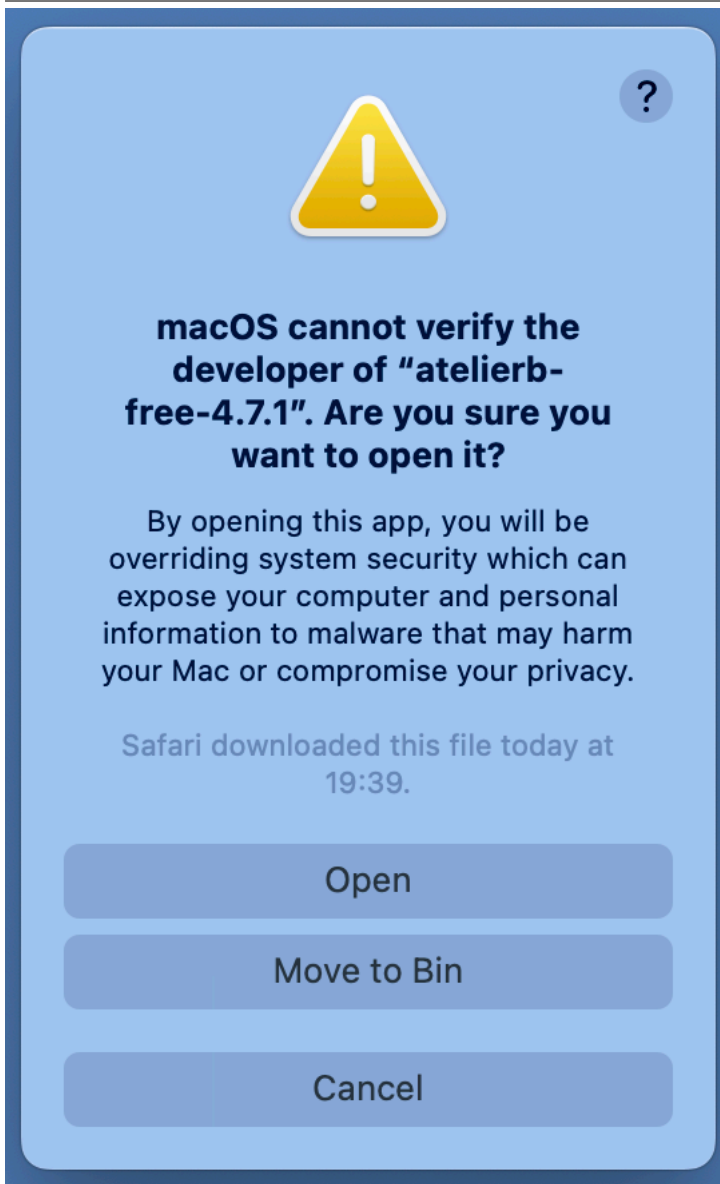 ?
macOS cannot verify the
developer of “atelierb-
free-4.7.1”. Are you sure you
want to open it?
By opening this app, you will be
overriding system security which can
expose your computer and personal
information to malware that may harm
your Mac or compromise your privacy.
Safari downloaded this file today at
19:39.
Open
Move to Bin
Cancel